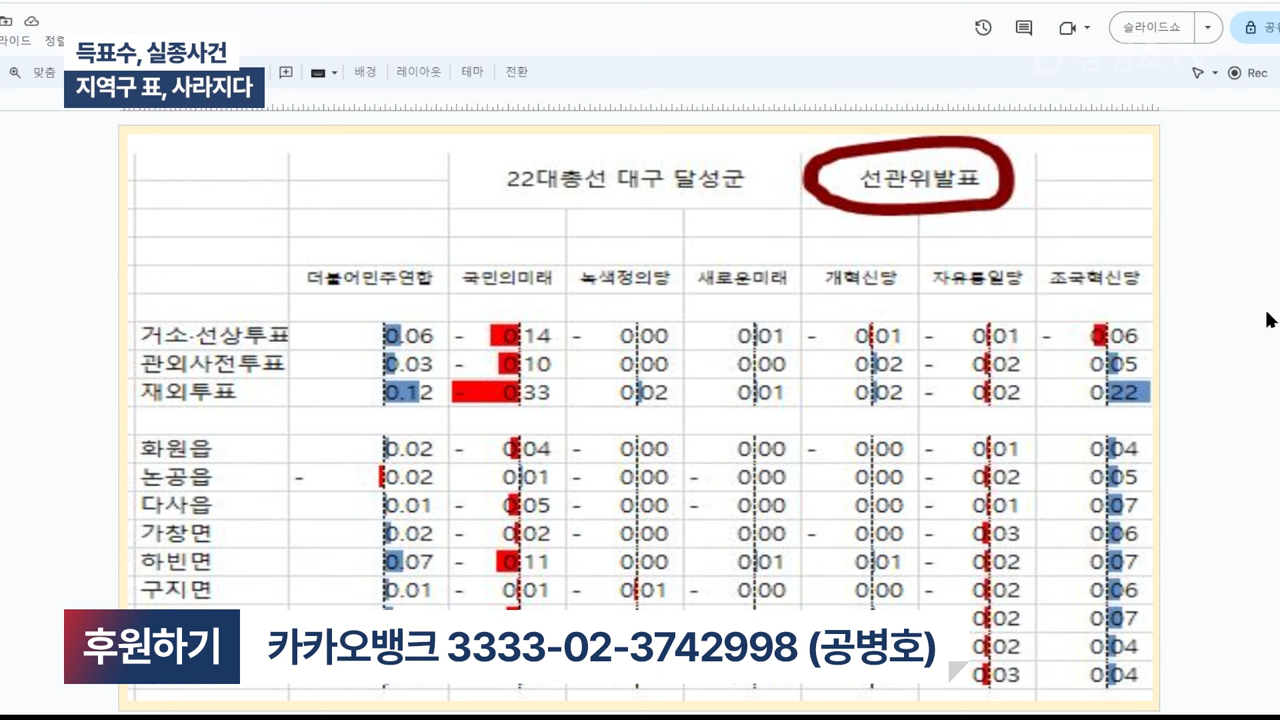 라이드 정렬
슬라이드쇼
공유
득표수, 실종사건
지역구 표, 사라지다
맞춤
배경 레이아웃 테마 전환
Rec
22대총선 대구 달성군 선관위발표
더불어민주연합 국민의미래 녹색정의당 새로운미래 개혁신당 자유통일당 조국혁신당
거소·선상투표 0.06 - 0.14 - 0.00 0.01 - 0.01 - 0.01 - 0.06
관외사전투표 0.03 - 0.10 0.00 0.00 0.02 - 0.02 0.05
재외투표 0.12 - 0.33 0.02 0.01 0.02 - 0.02 0.22
화원읍 0.02 - 0.04 - 0.00 0.00 - 0.00 - 0.01 0.04
논공읍 - 0.02 0.01 - 0.00 - 0.00 0.00 - 0.02 0.05
다사읍 0.01 - 0.05 - 0.00 - 0.00 0.00 - 0.01 0.07
가창면 0.02 - 0.02 - 0.00 0.00 - 0.00 - 0.03 0.06
하빈면 0.07 - 0.11 0.00 0.01 0.01 - 0.02 0.07
구지면 0.01 - 0.01 - 0.01 - 0.00 0.00 - 0.02 0.06
0.02 0.07
0.02 0.04
0.03 0.04
후원하기 카카오뱅크 3333-02-3742998 (공병호)